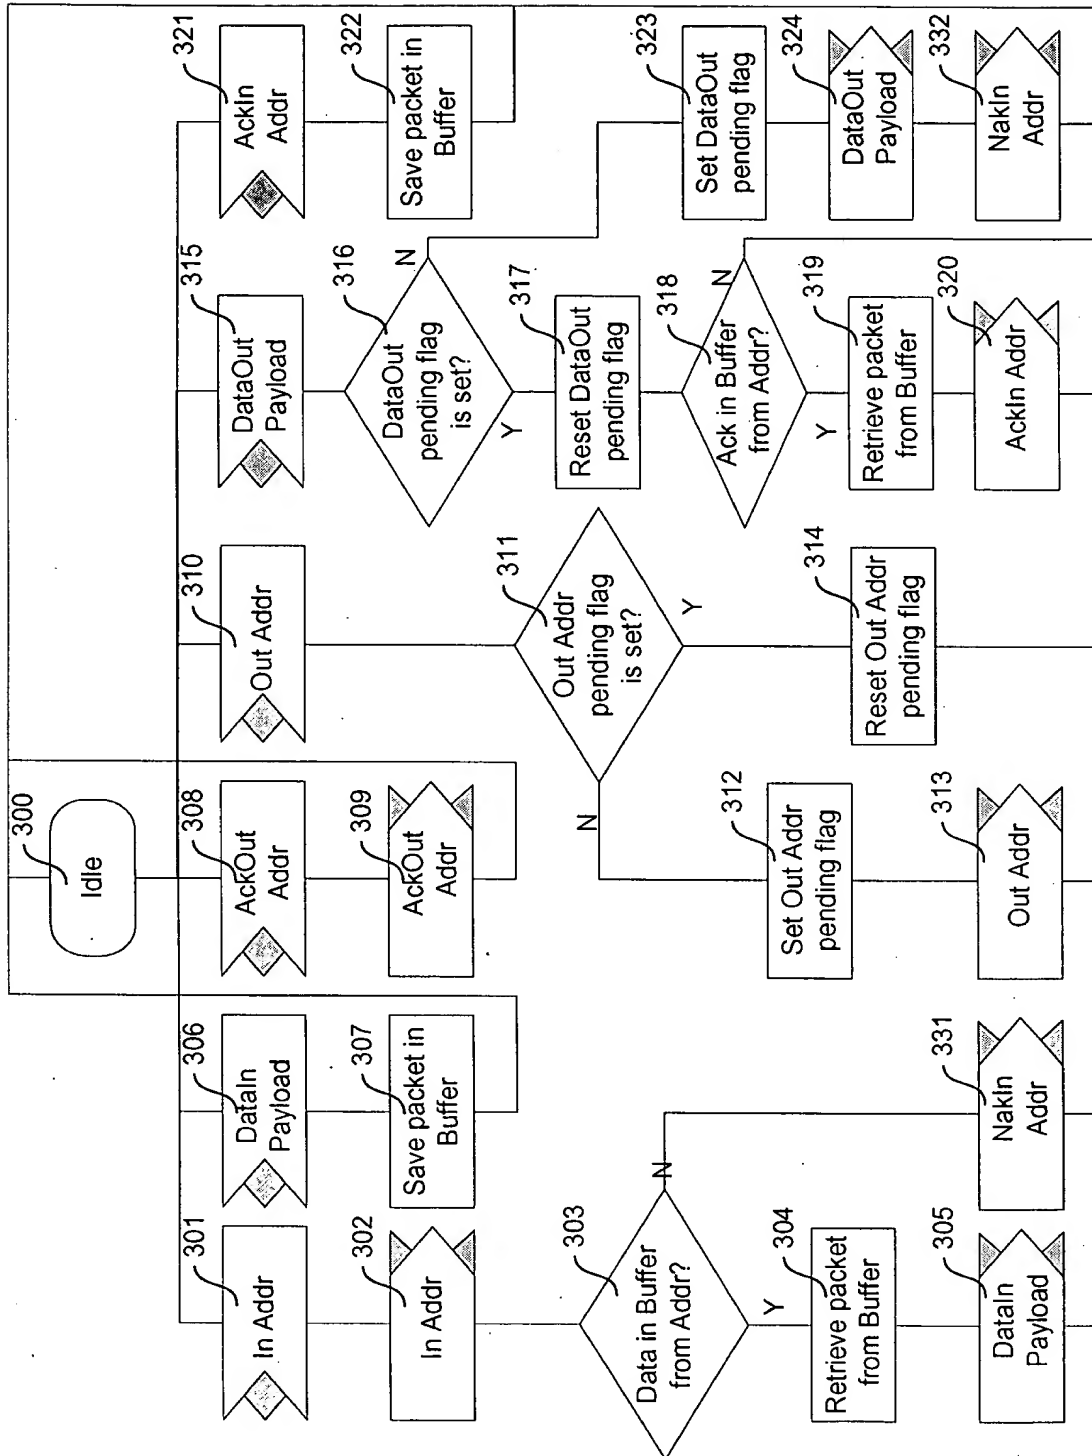 300
Idle
301
In Addr
302
In Addr
303
Data in Buffer
from Addr?
N
Y
304
Retrieve packet
from Buffer
305
DataIn
Payload
331
NakIn
Addr
306
DataIn
Payload
307
Save packet in
Buffer
308
AckOut
Addr
309
AckOut
Addr
310
Out Addr
311
Out Addr
pending flag
is set?
N
Y
312
Set Out Addr
pending flag
313
Out Addr
314
Reset Out Addr
pending flag
315
DataOut
Payload
316
DataOut
pending flag
is set?
N
Y
317
Reset DataOut
pending flag
318
Ack in Buffer
from Addr?
N
Y
319
Retrieve packet
from Buffer
320
AckIn Addr
321
AckIn
Addr
322
Save packet in
Buffer
323
Set DataOut
pending flag
324
DataOut
Payload
332
NakIn
Addr